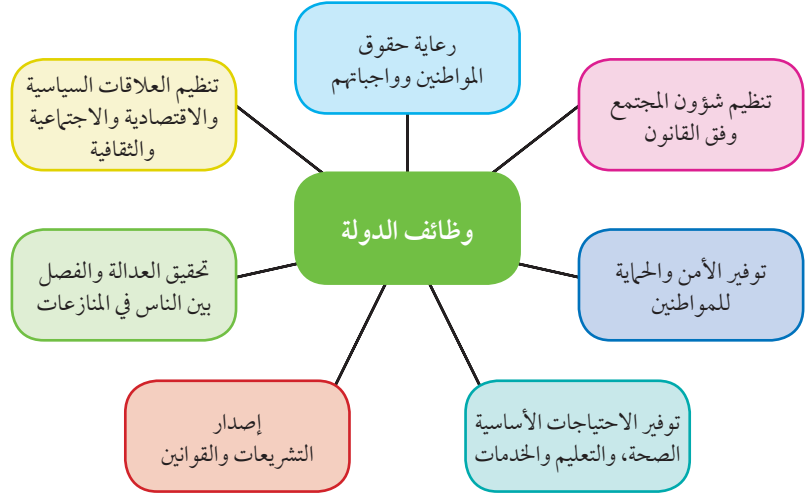 رعاية حقوق
المواطنين وواجباتهم
تنظيم شؤون المجتمع
وفق القانون
تنظيم العلاقات السياسية
والاقتصادية والاجتماعية
والثقافية
وظائف الدولة
توفير الأمن والحماية
للمواطنين
تحقيق العدالة والفصل
بين الناس في المنازعات
توفير الاحتياجات الأساسية
الصحة، والتعليم والخدمات
إصدار
التشريعات والقوانين